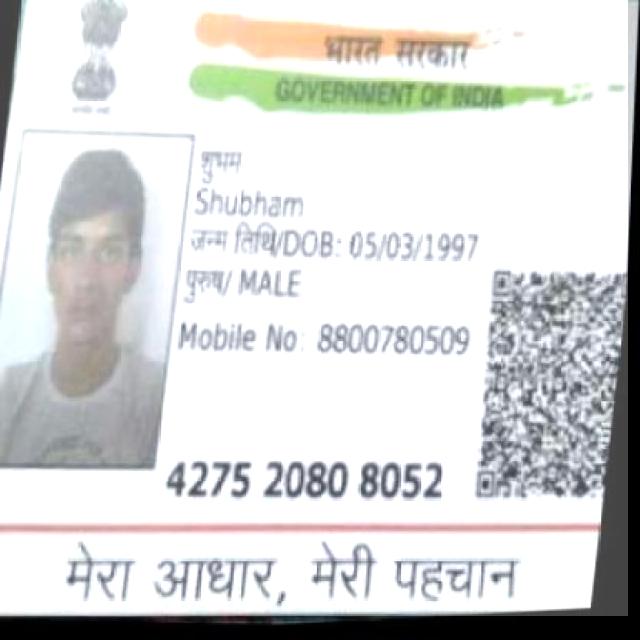 भारत सरकार
GOVERNMENT OF INDIA
शुभम
Shubham
जन्म तिथि/DOB: 05/03/1997
पुरुष/ MALE
Mobile No: 8800780509
4275 2080 8052
मेरा आधार, मेरी पहचान